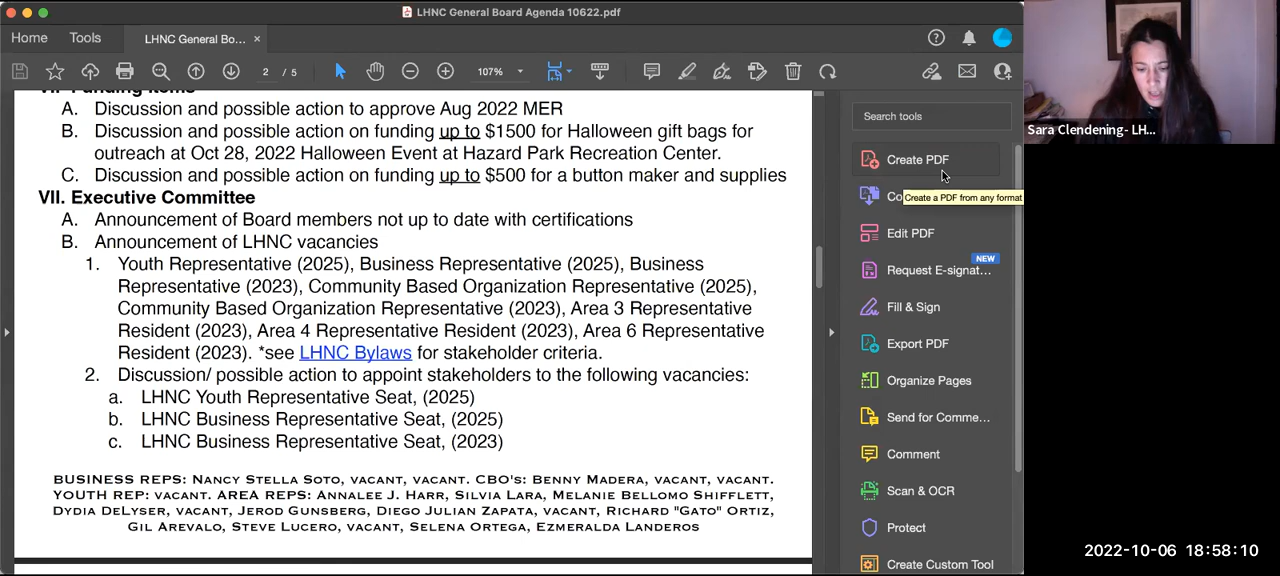 LHNC General Board Agenda 10622.pdf
Home Tools LHNC General Bo... ×
2 / 5 107%
VI. Funding Items
A. Discussion and possible action to approve Aug 2022 MER
B. Discussion and possible action on funding up to $1500 for Halloween gift bags for
outreach at Oct 28, 2022 Halloween Event at Hazard Park Recreation Center.
C. Discussion and possible action on funding up to $500 for a button maker and supplies
VII. Executive Committee
A. Announcement of Board members not up to date with certifications
B. Announcement of LHNC vacancies
1. Youth Representative (2025), Business Representative (2025), Business
Representative (2023), Community Based Organization Representative (2025),
Community Based Organization Representative (2023), Area 3 Representative
Resident (2023), Area 4 Representative Resident (2023), Area 6 Representative
Resident (2023). *see LHNC Bylaws for stakeholder criteria.
2. Discussion/ possible action to appoint stakeholders to the following vacancies:
a. LHNC Youth Representative Seat, (2025)
b. LHNC Business Representative Seat, (2025)
c. LHNC Business Representative Seat, (2023)
BUSINESS REPS: NANCY STELLA SOTO, VACANT, VACANT. CBO'S: BENNY MADERA, VACANT, VACANT.
YOUTH REP: VACANT. AREA REPS: ANNALEE J. HARR, SILVIA LARA, MELANIE BELLOMO SHIFFLETT,
DYDIA DELYSER, VACANT, JEROD GUNSBERG, DIEGO JULIAN ZAPATA, VACANT, RICHARD "GATO" ORTIZ,
GIL AREVALO, STEVE LUCERO, VACANT, SELENA ORTEGA, EZMERALDA LANDEROS
Search tools
Create PDF
Co
Create a PDF from any format
Edit PDF
NEW
Request E-signat...
Fill & Sign
Export PDF
Organize Pages
Send for Comme...
Comment
Scan & OCR
Protect
Create Custom Tool
Sara Clendening- LH...
2022-10-06 18:58:10